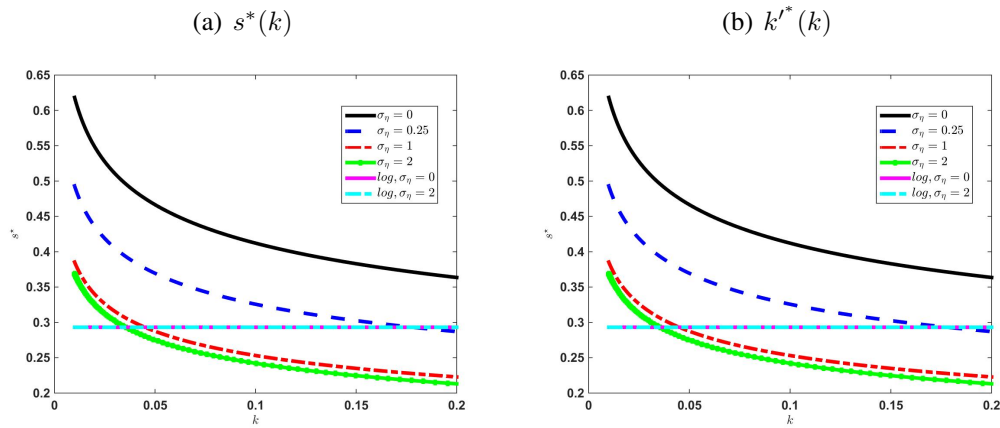 (a) s*(k)
(b) k′*(k)
0.65
0.6
0.55
0.5
0.45
0.4
0.35
0.3
0.25
0.2
s*
0
0.05
0.1
0.15
0.2
k
σ_η = 0
σ_η = 0.25
σ_η = 1
σ_η = 2
log, σ_η = 0
log, σ_η = 2
0.65
0.6
0.55
0.5
0.45
0.4
0.35
0.3
0.25
0.2
s*
0
0.05
0.1
0.15
0.2
k
σ_η = 0
σ_η = 0.25
σ_η = 1
σ_η = 2
log, σ_η = 0
log, σ_η = 2